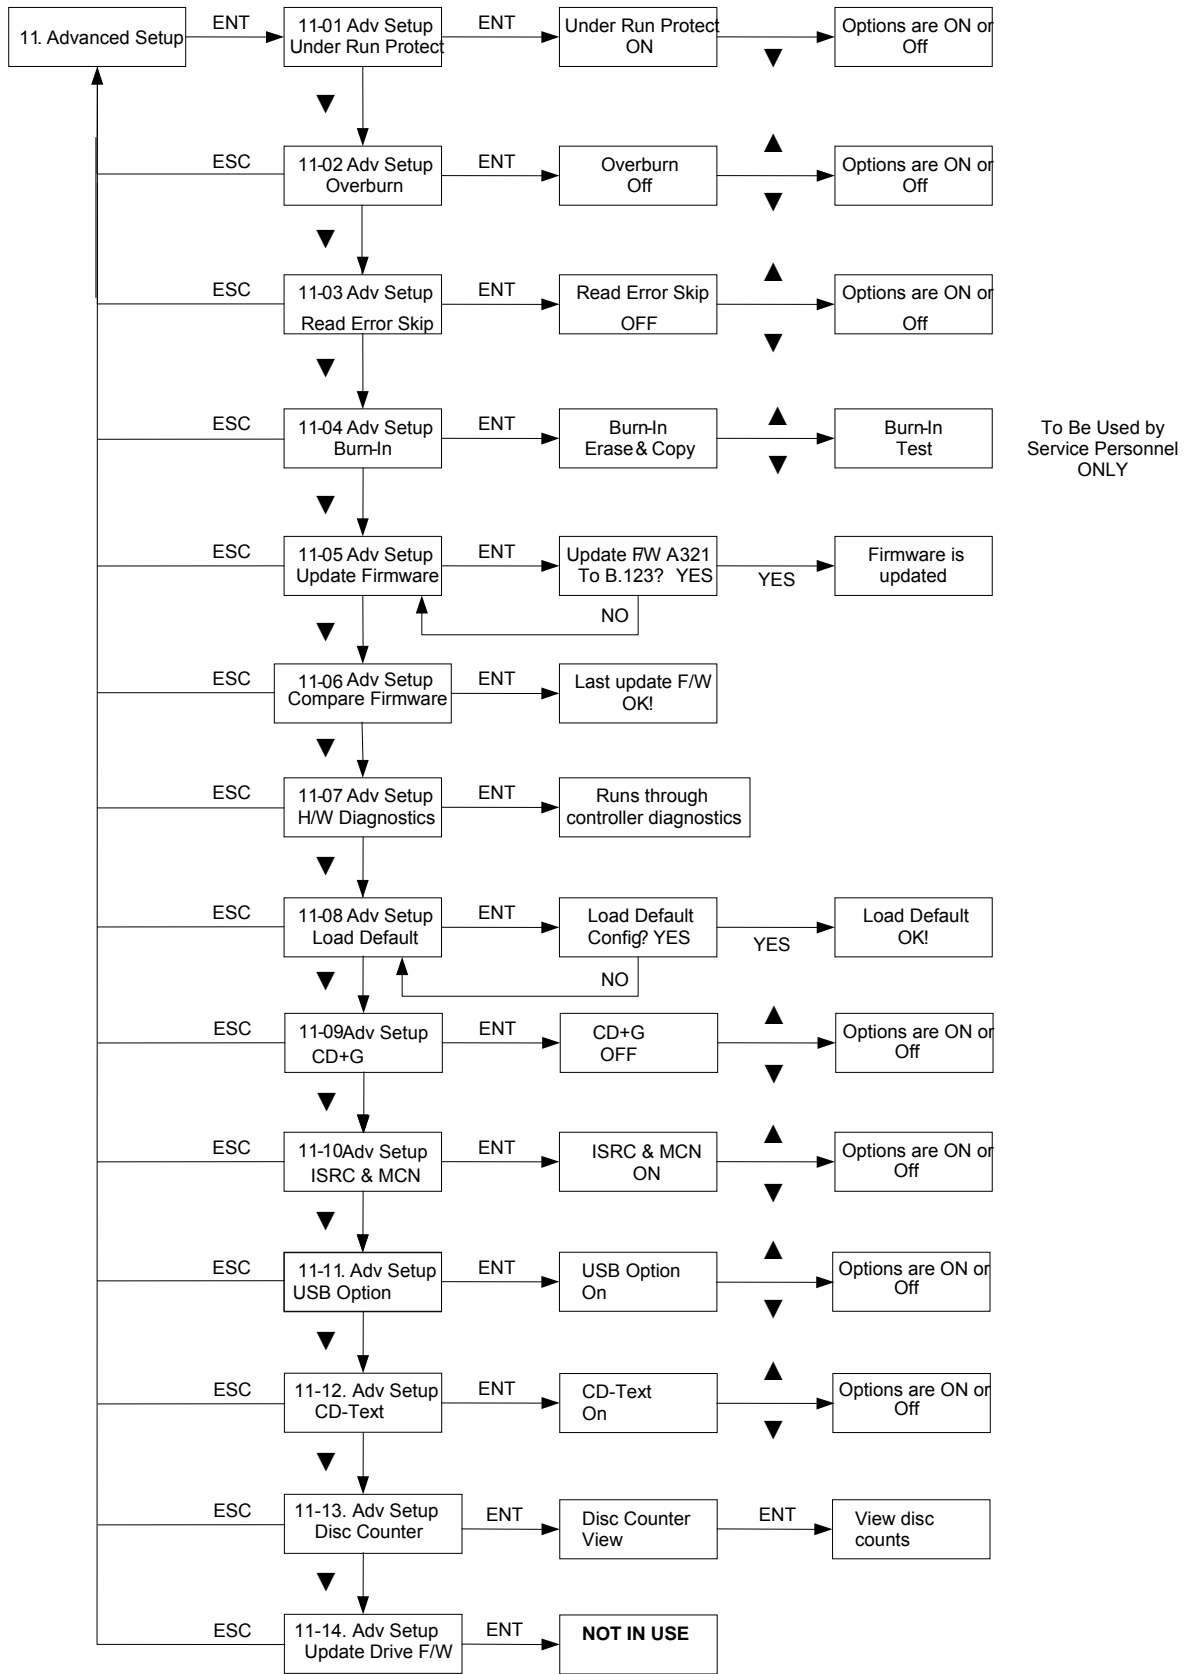 11. Advanced Setup
ENT
11-01 Adv Setup
Under Run Protect
ENT
Under Run Protect
ON
▼
Options are ON or
Off
▼
ESC
11-02 Adv Setup
Overburn
ENT
Overburn
Off
▲
▼
Options are ON or
Off
▼
ESC
11-03 Adv Setup
Read Error Skip
ENT
Read Error Skip
OFF
▲
▼
Options are ON or
Off
▼
ESC
11-04 Adv Setup
Burn-In
ENT
Burn-In
Erase & Copy
▲
▼
Burn-In
Test
To Be Used by
Service Personnel
ONLY
▼
ESC
11-05 Adv Setup
Update Firmware
ENT
Update F/W A321
To B.123? YES
YES
Firmware is
updated
NO
▼
ESC
11-06 Adv Setup
Compare Firmware
ENT
Last update F/W
OK!
▼
ESC
11-07 Adv Setup
H/W Diagnostics
ENT
Runs through
controller diagnostics
▼
ESC
11-08 Adv Setup
Load Default
ENT
Load Default
Config? YES
YES
Load Default
OK!
NO
▼
ESC
11-09Adv Setup
CD+G
ENT
CD+G
OFF
▲
▼
Options are ON or
Off
▼
ESC
11-10Adv Setup
ISRC & MCN
ENT
ISRC & MCN
ON
▲
▼
Options are ON or
Off
▼
ESC
11-11. Adv Setup
USB Option
ENT
USB Option
On
▲
▼
Options are ON or
Off
▼
ESC
11-12. Adv Setup
CD-Text
ENT
CD-Text
On
▲
▼
Options are ON or
Off
▼
ESC
11-13. Adv Setup
Disc Counter
ENT
Disc Counter
View
ENT
View disc
counts
▼
ESC
11-14. Adv Setup
Update Drive F/W
ENT
NOT IN USE